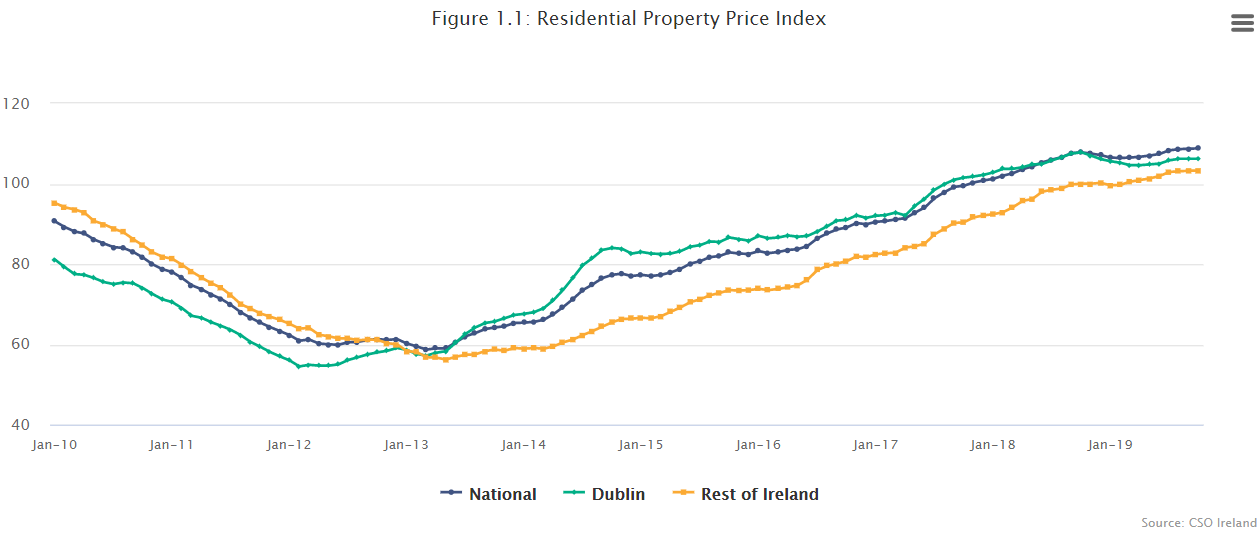 Figure 1.1: Residential Property Price Index
120
100
80
60
40
Jan-10 Jan-11 Jan-12 Jan-13 Jan-14 Jan-15 Jan-16 Jan-17 Jan-18 Jan-19
National Dublin Rest of Ireland
Source: CSO Ireland